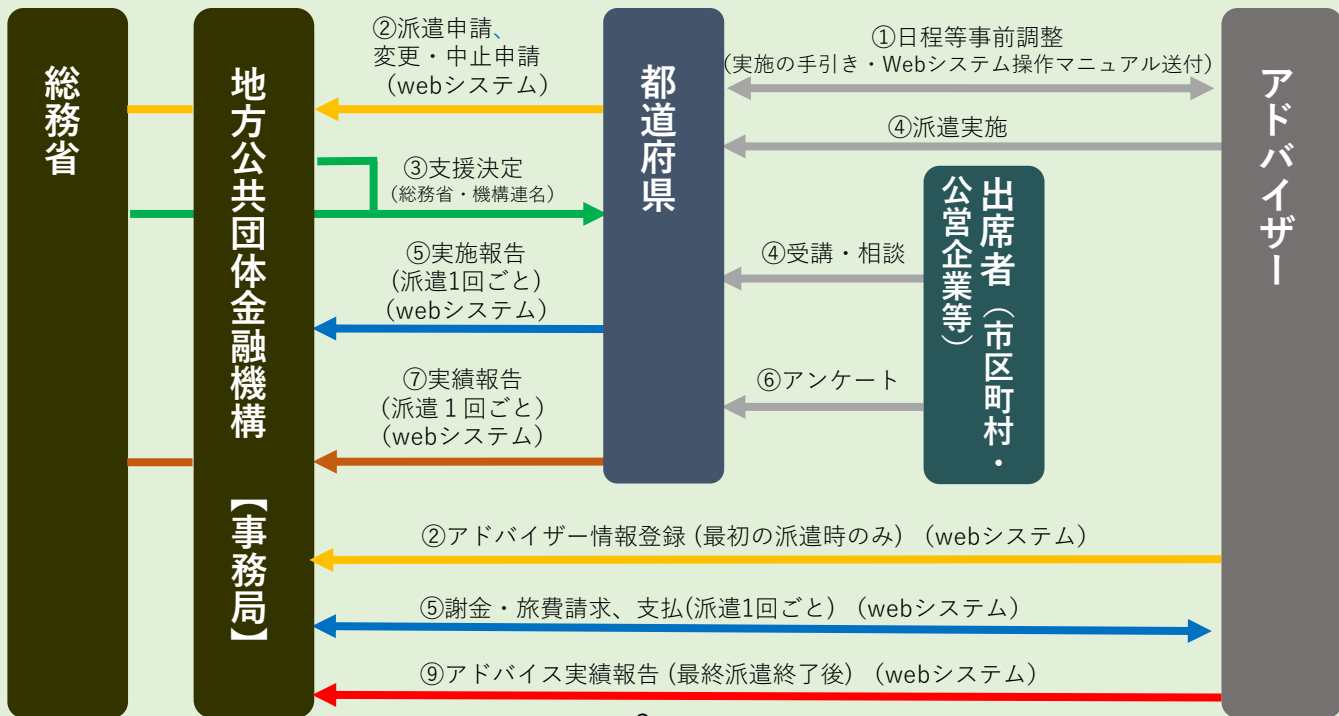 総務省
地方公共団体金融機構【事務局】
②派遣申請、
変更・中止申請
(webシステム)
③支援決定
(総務省・機構連名)
⑤実施報告
(派遣1回ごと)
(webシステム)
⑦実績報告
(派遣１回ごと)
(webシステム)
都道府県
①日程等事前調整
(実施の手引き・Webシステム操作マニュアル送付)
④派遣実施
④受講・相談
⑥アンケート
出席者（市区町村・
公営企業等）
アドバイザー
②アドバイザー情報登録 (最初の派遣時のみ) (webシステム)
⑤謝金・旅費請求、支払(派遣1回ごと) (webシステム)
⑨アドバイス実績報告 (最終派遣終了後) (webシステム)